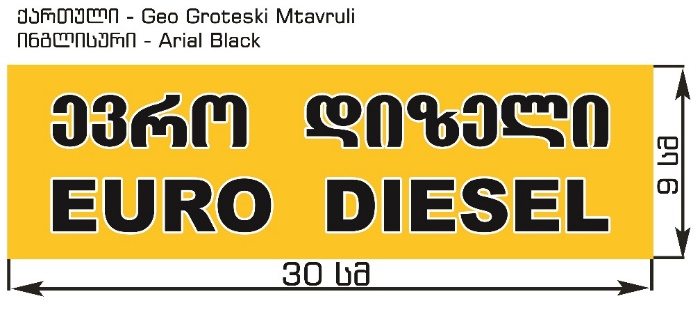 ქართული - Geo Groteski Mtavruli
ინგლისური - Arial Black
ევრო დიზელი
EURO DIESEL
9 სმ
30 სმ